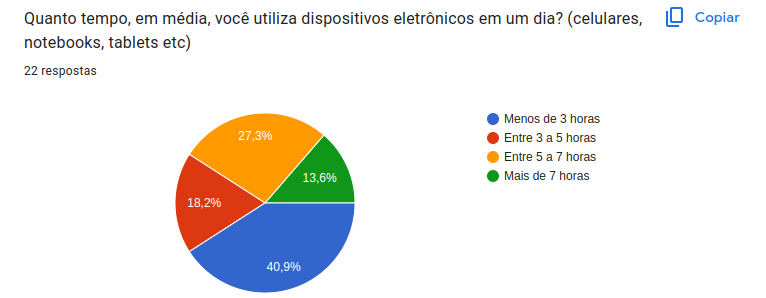 Quanto tempo, em média, você utiliza dispositivos eletrônicos em um dia? (celulares,
notebooks, tablets etc)
Copiar
22 respostas
27,3%
13,6%
18,2%
40,9%
Menos de 3 horas
Entre 3 a 5 horas
Entre 5 a 7 horas
Mais de 7 horas